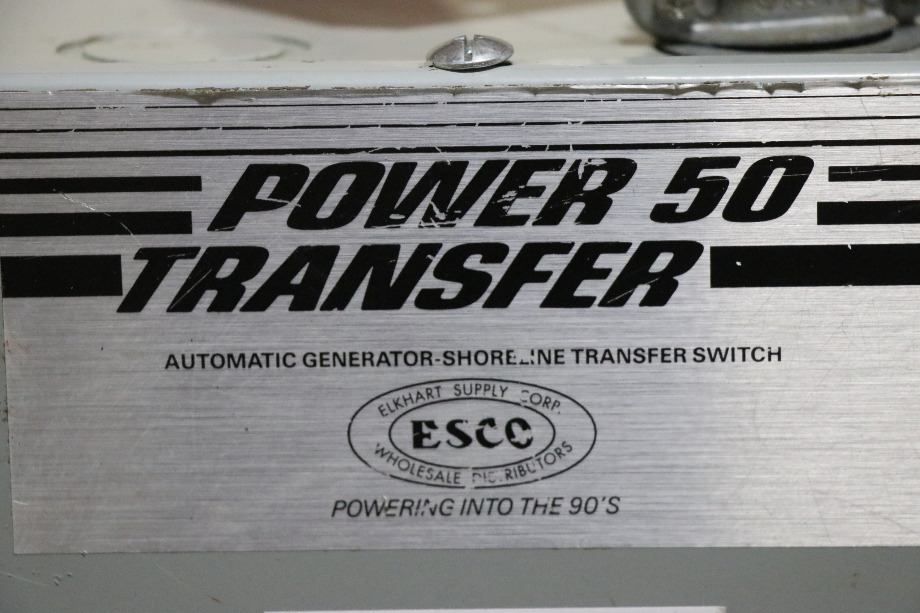 POWER 50
TRANSFER
AUTOMATIC GENERATOR-SHORELINE TRANSFER SWITCH
ELKHART SUPPLY CORP.
ESCO
WHOLESALE DISTRIBUTORS
POWERING INTO THE 90'S